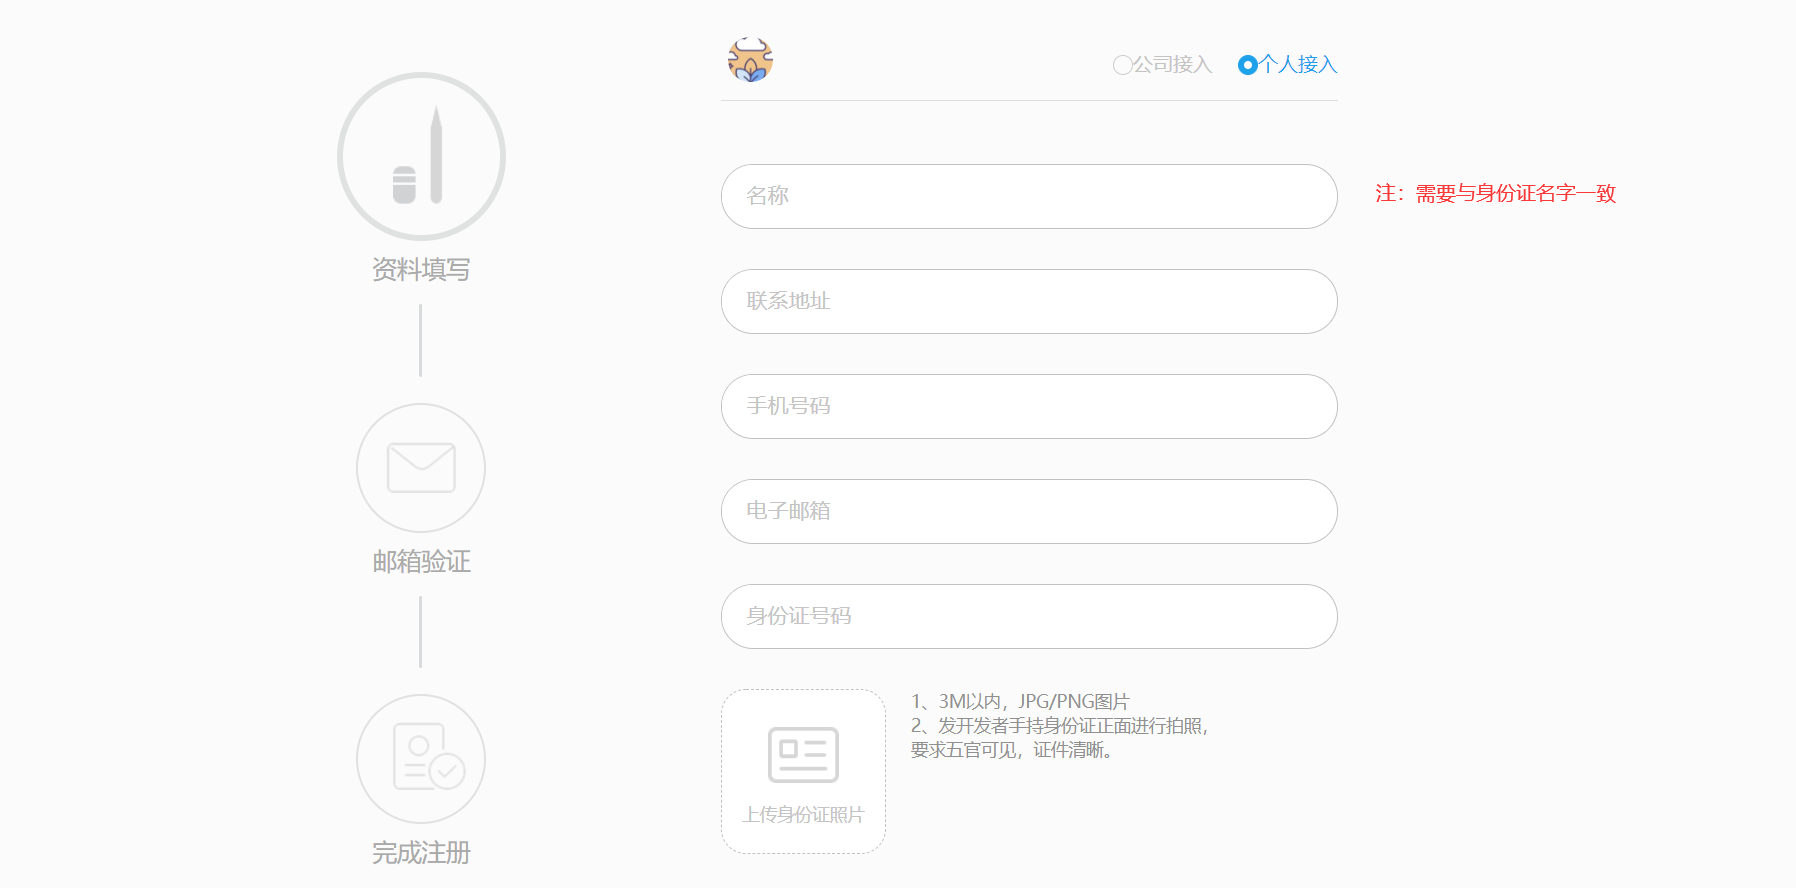 公司接入
个人接入
资料填写
邮箱验证
完成注册
名称
注：需要与身份证名字一致
联系地址
手机号码
电子邮箱
身份证号码
上传身份证照片
1、3M以内，JPG/PNG图片
2、发开发者手持身份证正面进行拍照，
要求五官可见，证件清晰。